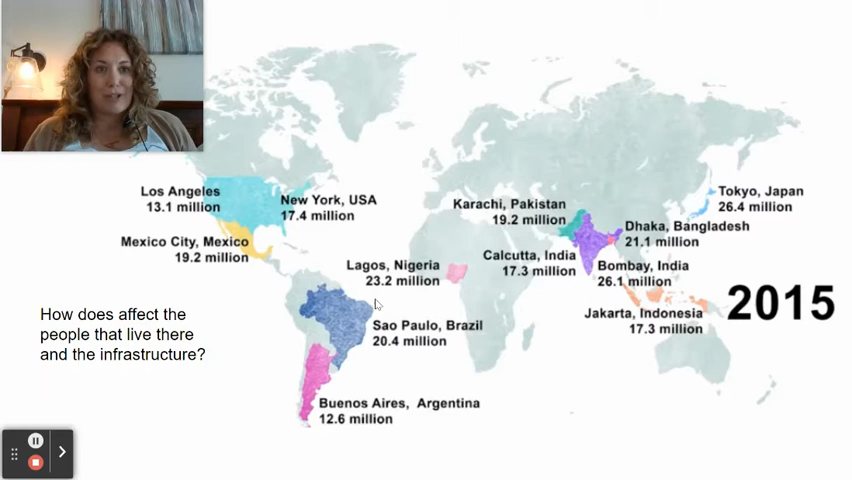 Los Angeles
13.1 million
New York, USA
17.4 million
Mexico City, Mexico
19.2 million
Karachi, Pakistan
19.2 million
Tokyo, Japan
26.4 million
Dhaka, Bangladesh
21.1 million
Calcutta, India
17.3 million
Bombay, India
26.1 million
Lagos, Nigeria
23.2 million
Jakarta, Indonesia
17.3 million
2015
Sao Paulo, Brazil
20.4 million
How does affect the
people that live there
and the infrastructure?
Buenos Aires, Argentina
12.6 million